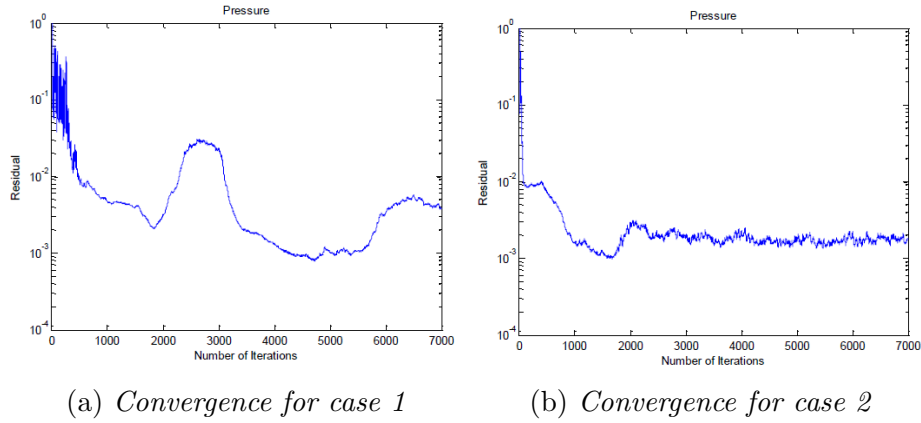 Pressure
Residual
10^0
10^-1
10^-2
10^-3
10^-4
0 1000 2000 3000 4000 5000 6000 7000
Number of Iterations
(a) Convergence for case 1
Pressure
Residual
10^0
10^-1
10^-2
10^-3
10^-4
0 1000 2000 3000 4000 5000 6000 7000
Number of Iterations
(b) Convergence for case 2